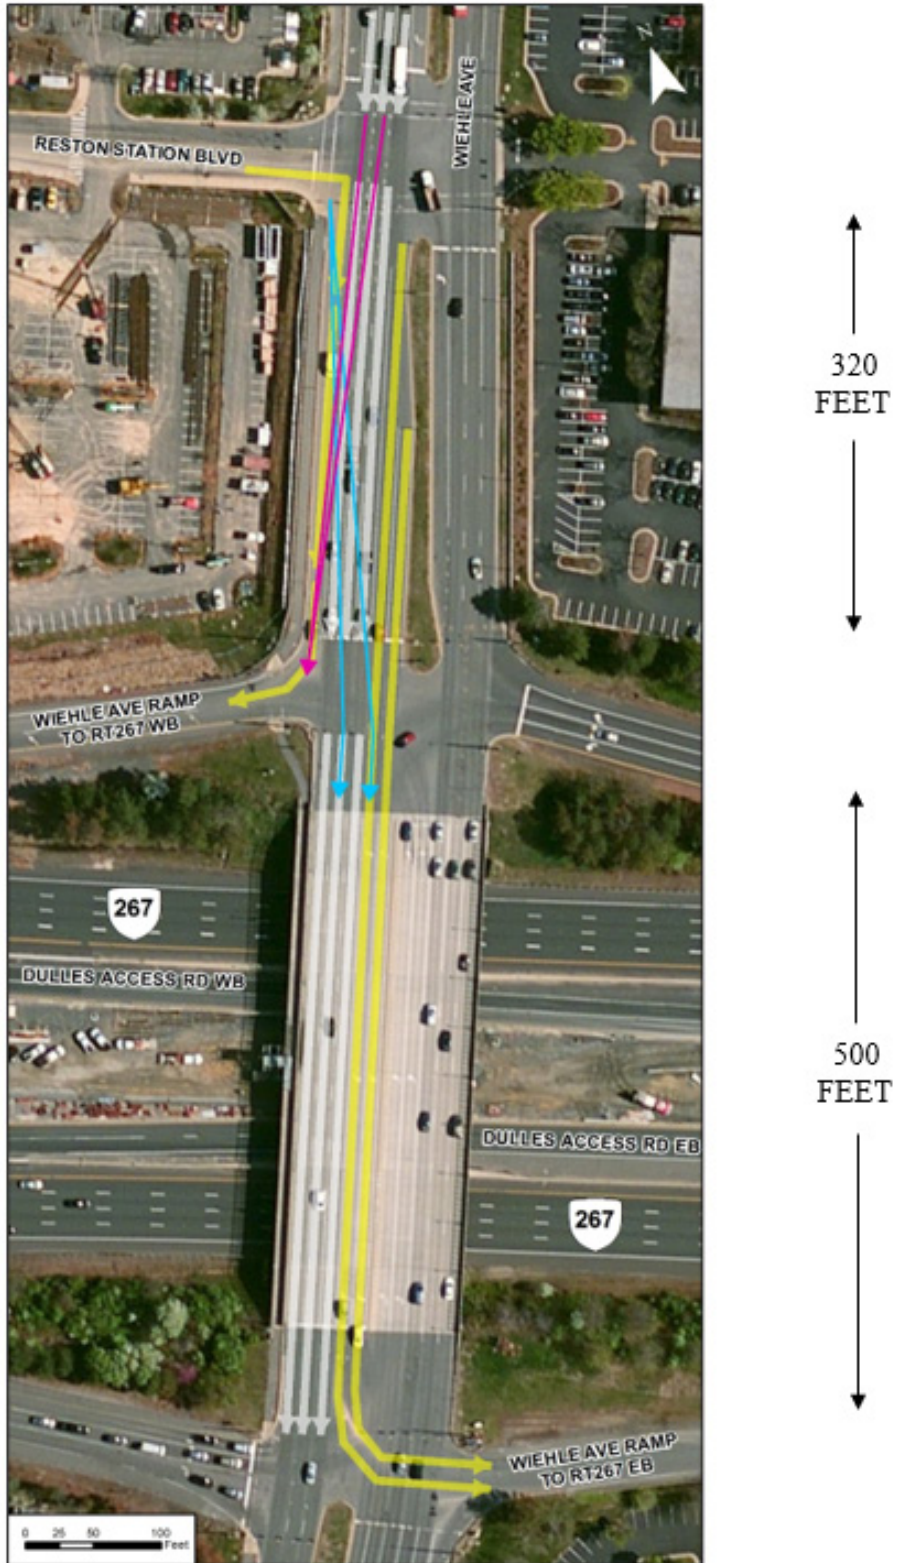 N
WIEHLE AVE
RESTON STATION BLVD
320
FEET
WIEHLE AVE RAMP
TO RT267 WB
267
DULLES ACCESS RD WB
500
FEET
DULLES ACCESS RD EB
267
WIEHLE AVE RAMP
TO RT267 EB
0 25 50 100
Feet